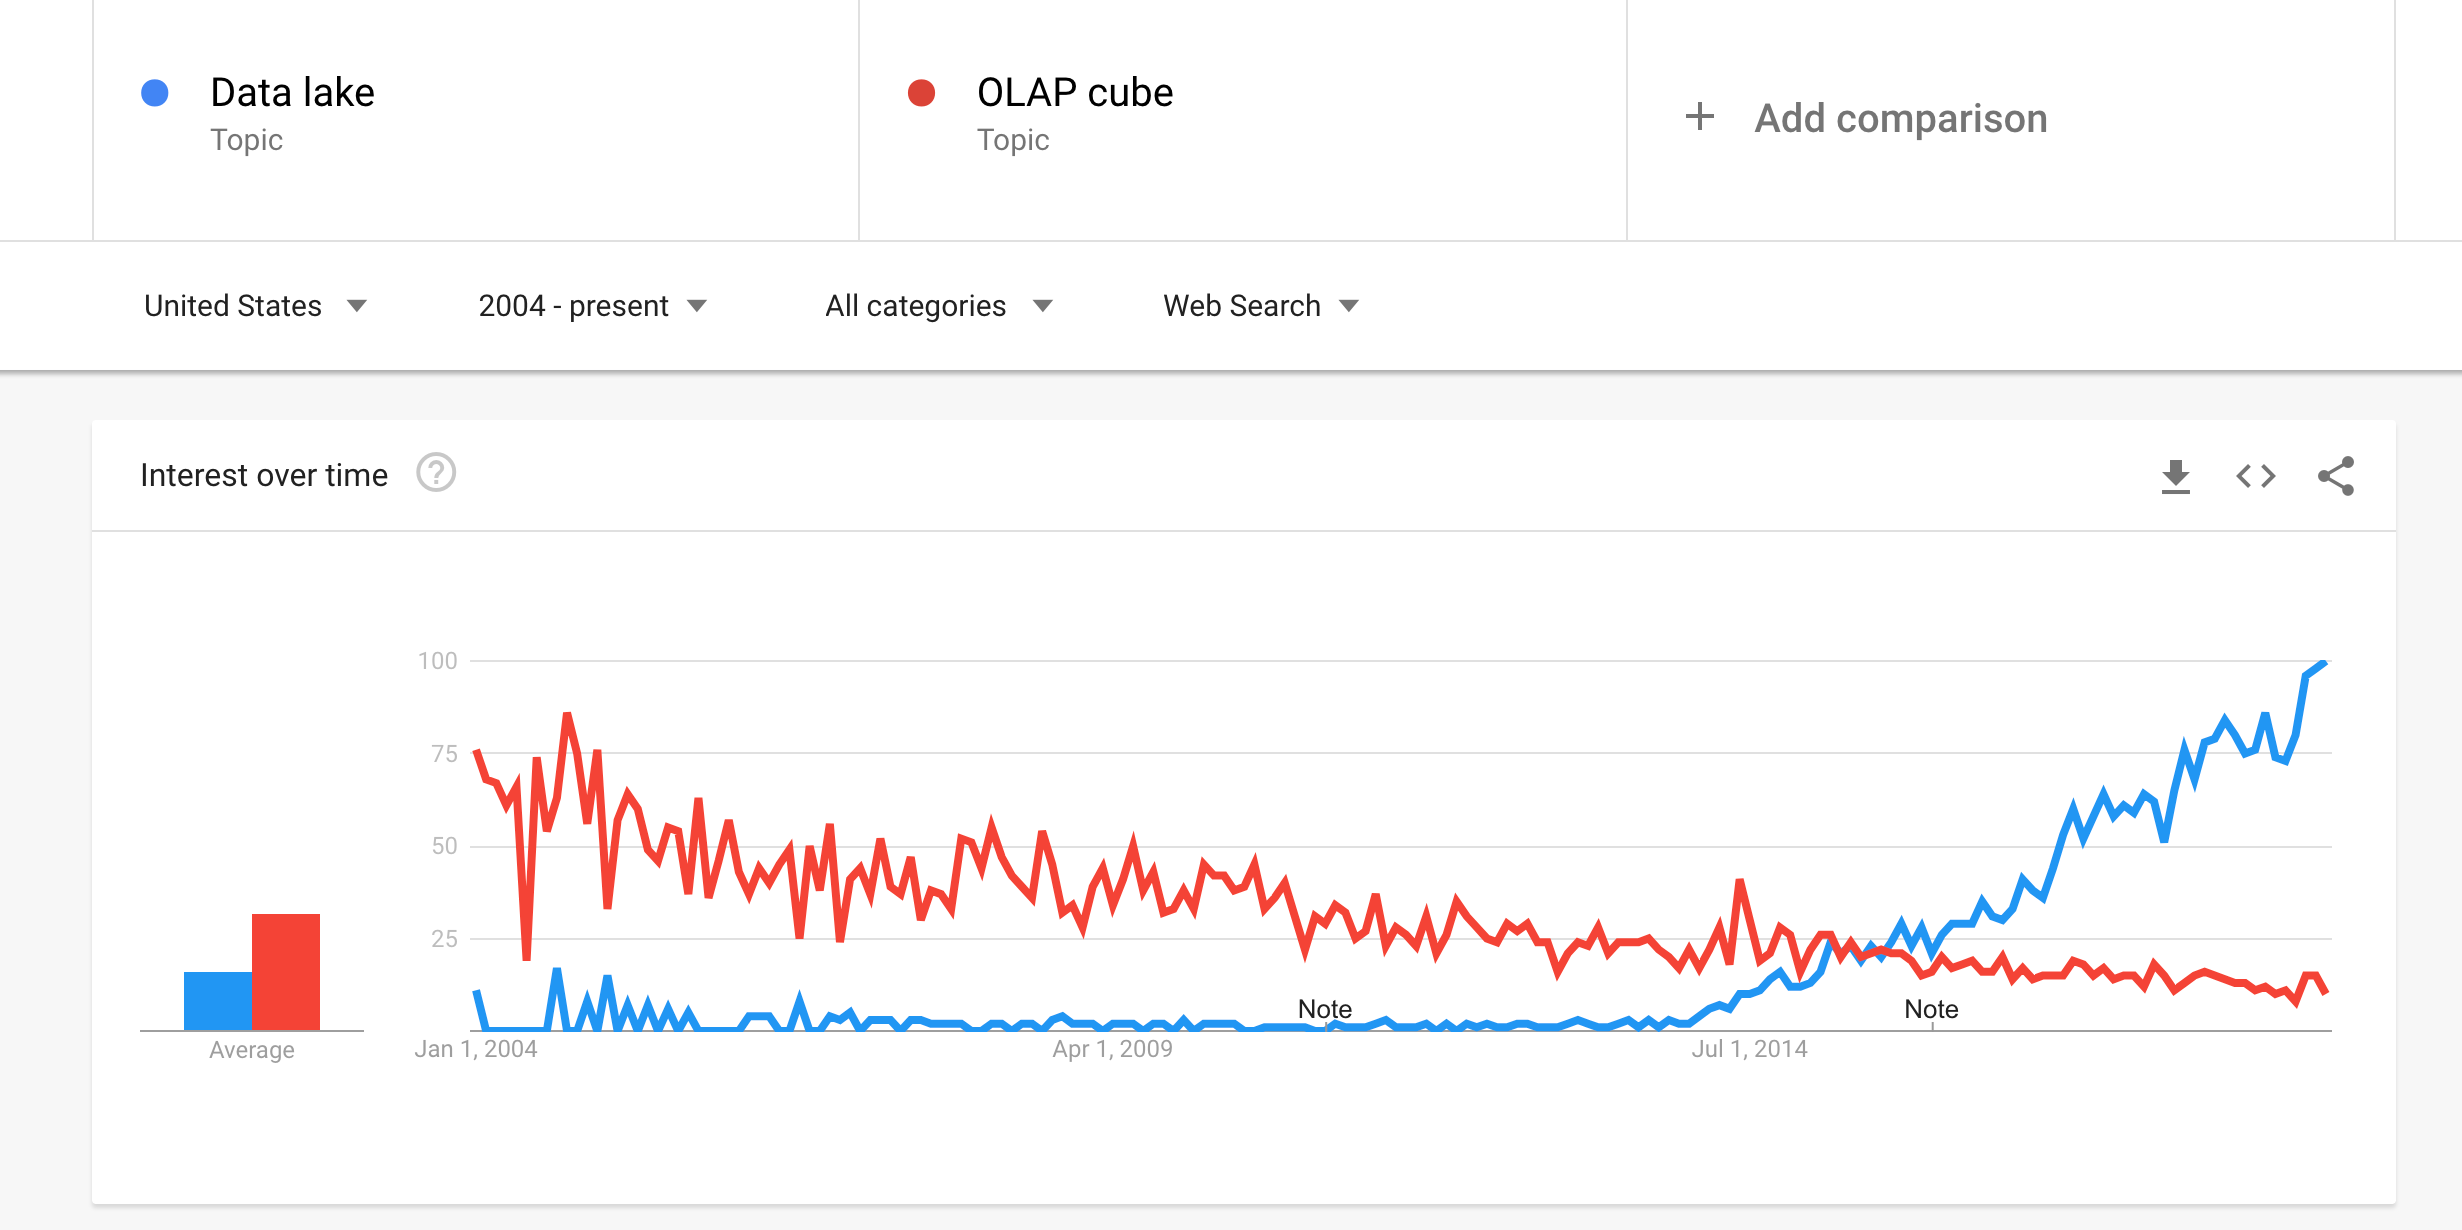 Data lake
Topic
OLAP cube
Topic
+ Add comparison
United States
2004 - present
All categories
Web Search
Interest over time ?
100
75
50
25
Note
Note
Average
Jan 1, 2004
Apr 1, 2009
Jul 1, 2014